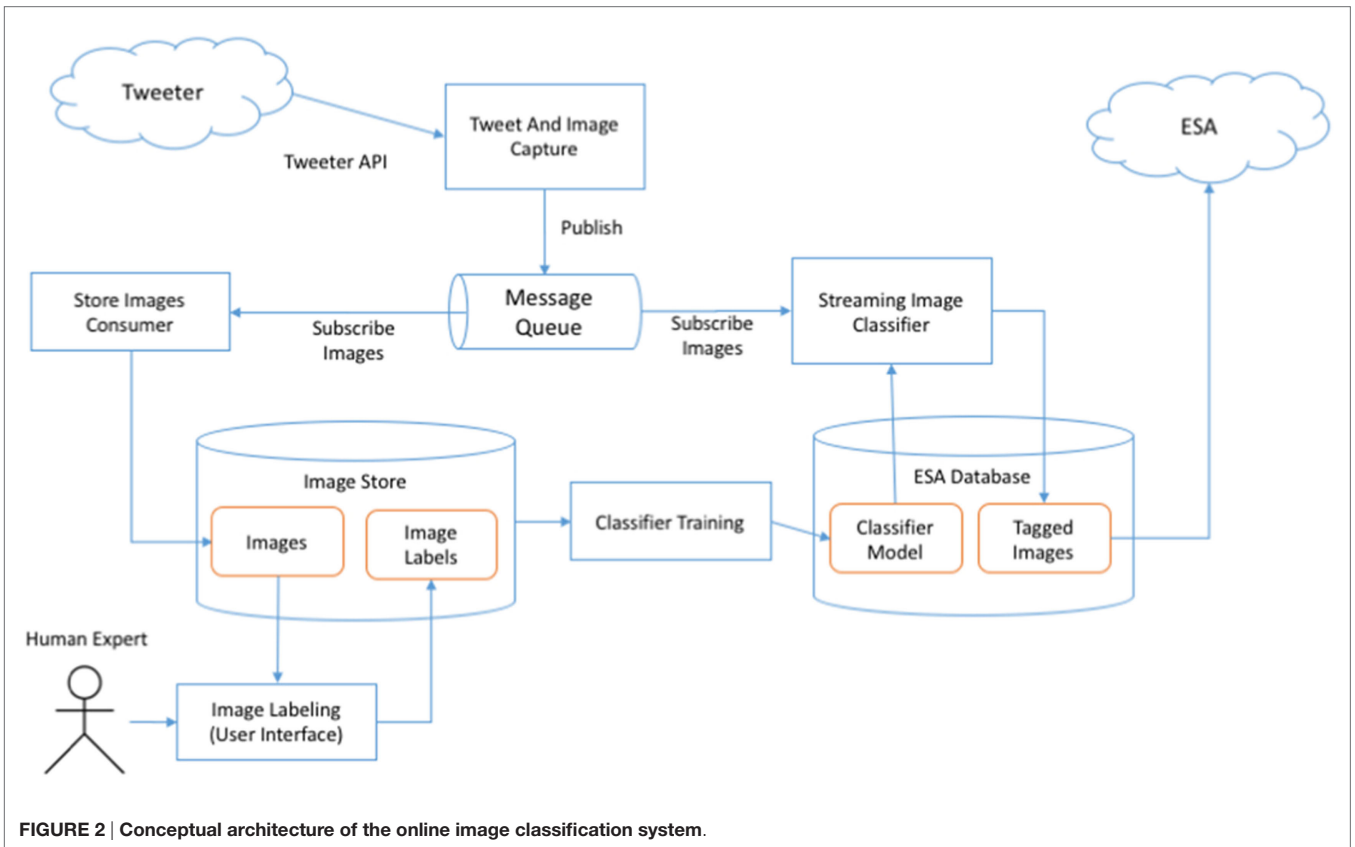 Tweeter
Tweet And Image
Capture
ESA
Tweeter API
Publish
Store Images
Consumer
Subscribe
Images
Message
Queue
Subscribe
Images
Streaming Image
Classifier
Image Store
Images
Image
Labels
Classifier Training
ESA Database
Classifier
Model
Tagged
Images
Human Expert
Image Labeling
(User Interface)
FIGURE 2 | Conceptual architecture of the online image classification system.